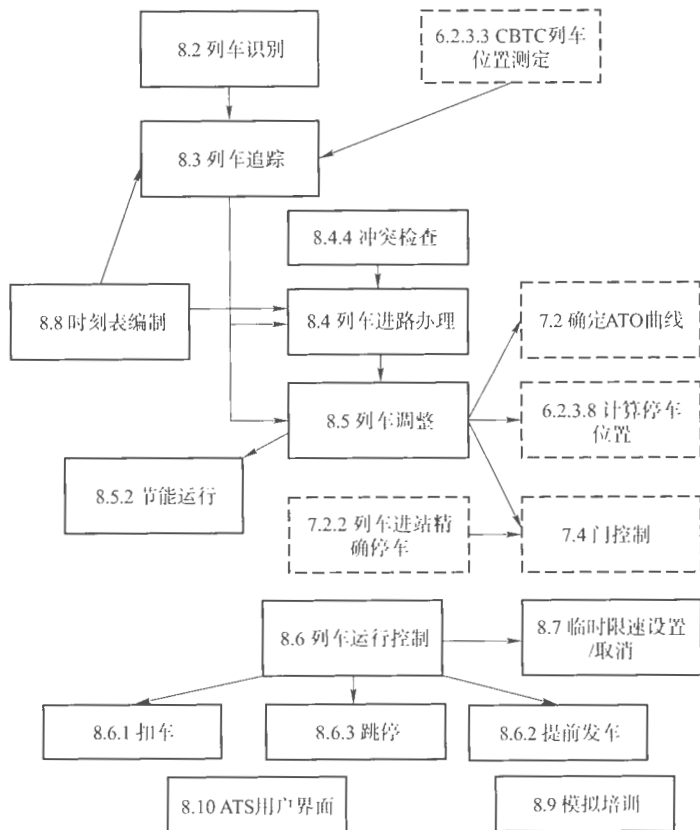 8.2 列车识别
6.2.3.3 CBTC列车
位置测定
8.3 列车追踪
8.4.4 冲突检查
8.8 时刻表编制
8.4 列车进路办理
7.2 确定ATO曲线
8.5 列车调整
6.2.3.8 计算停车
位置
8.5.2 节能运行
7.2.2 列车进站精
确停车
7.4 门控制
8.6 列车运行控制
8.7 临时限速设置
/取消
8.6.1 扣车
8.6.3 跳停
8.6.2 提前发车
8.10 ATS用户界面
8.9 模拟培训